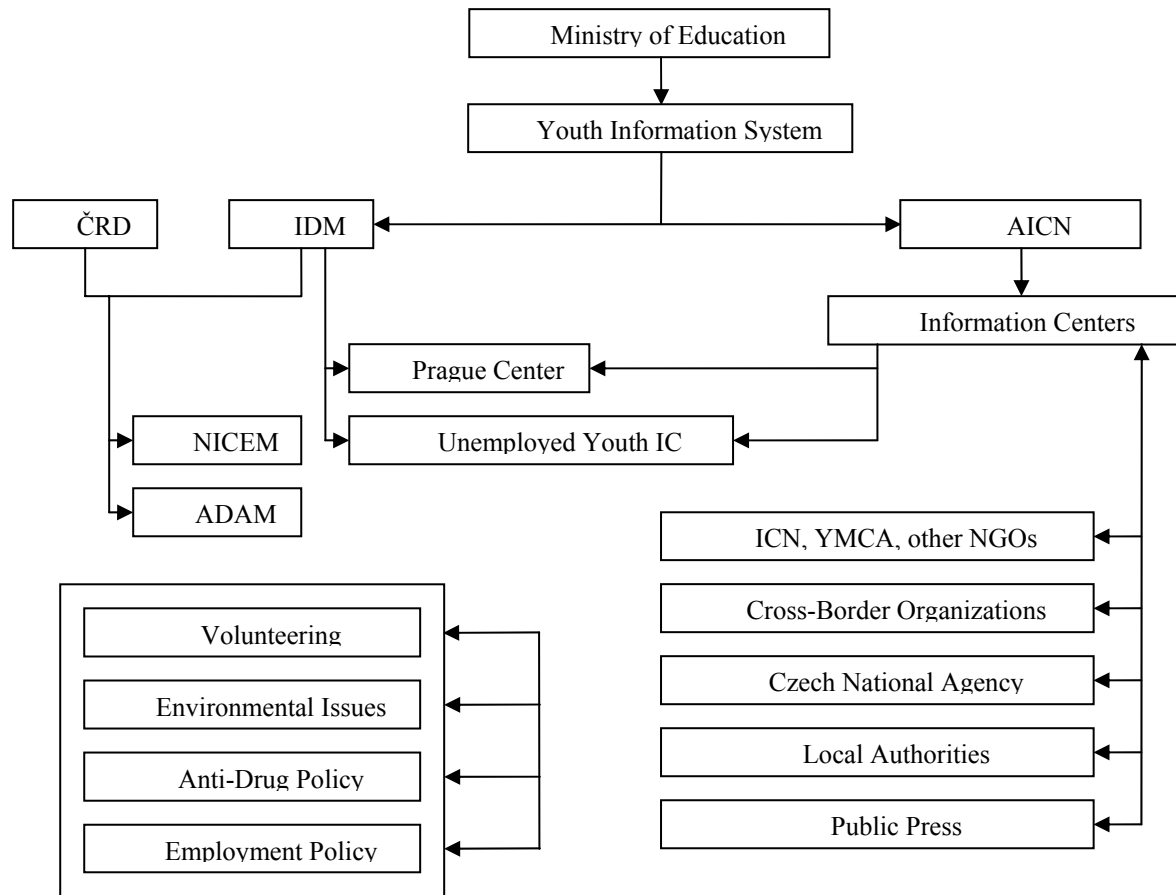 Ministry of Education
Youth Information System
ČRD
IDM
AICN
Information Centers
Prague Center
NICEM
Unemployed Youth IC
ADAM
ICN, YMCA, other NGOs
Cross-Border Organizations
Czech National Agency
Local Authorities
Public Press
Volunteering
Environmental Issues
Anti-Drug Policy
Employment Policy